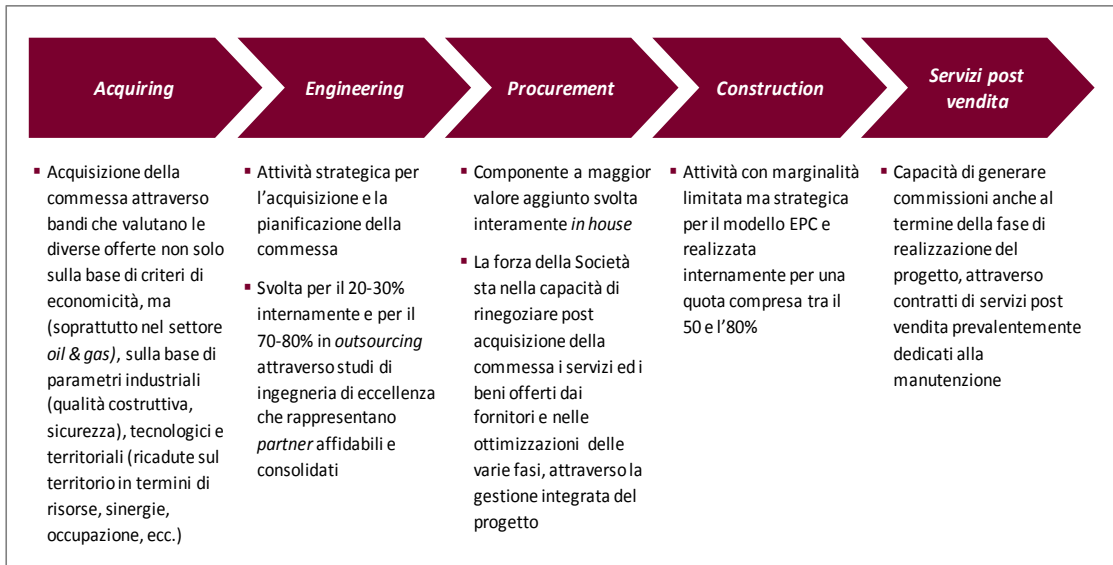 Acquiring
Engineering
Procurement
Construction
Servizi post
vendita
▪ Acquisizione della
commessa attraverso
bandi che valutano le
diverse offerte non solo
sulla base di criteri di
economicità, ma
(soprattutto nel settore
oil & gas), sulla base di
parametri industriali
(qualità costruttiva,
sicurezza), tecnologici e
territoriali (ricadute sul
territorio in termini di
risorse, sinergie,
occupazione, ecc.)
▪ Attività strategica per
l'acquisizione e la
pianificazione della
commessa
▪ Svolta per il 20-30%
internamente e per il
70-80% in outsourcing
attraverso studi di
ingegneria di eccellenza
che rappresentano
partner affidabili e
consolidati
▪ Componente a maggior
valore aggiunto svolta
interamente in house
▪ La forza della Società
sta nella capacità di
rinegoziare post
acquisizione della
commessa i servizi ed i
beni offerti dai
fornitori e nelle
ottimizzazioni delle
varie fasi, attraverso la
gestione integrata del
progetto
▪ Attività con marginalità
limitata ma strategica
per il modello EPC e
realizzata
internamente per una
quota compresa tra il
50 e l'80%
▪ Capacità di generare
commissioni anche al
termine della fase di
realizzazione del
progetto, attraverso
contratti di servizi post
vendita prevalentemente
dedicati alla
manutenzione